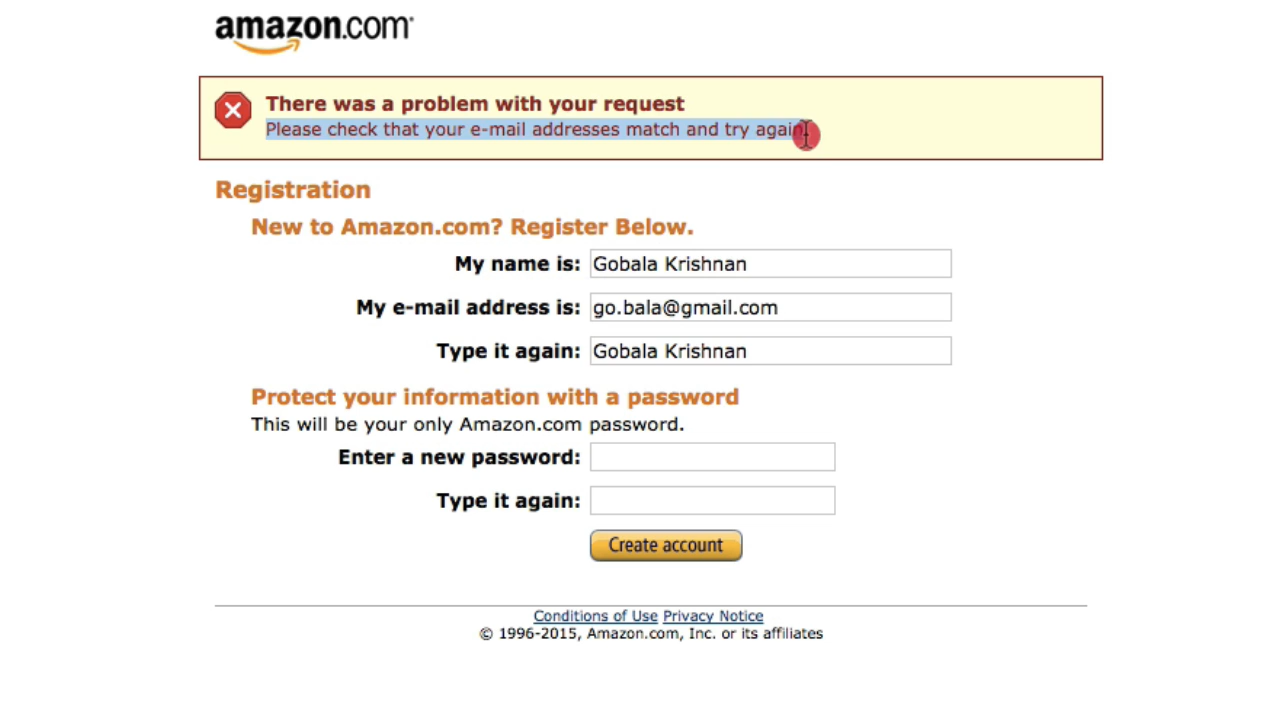 amazon.com
There was a problem with your request
Please check that your e-mail addresses match and try again.
Registration
New to Amazon.com? Register Below.
My name is: Gobala Krishnan
My e-mail address is: go.bala@gmail.com
Type it again: Gobala Krishnan
Protect your information with a password
This will be your only Amazon.com password.
Enter a new password:
Type it again:
Create account
Conditions of Use Privacy Notice
© 1996-2015, Amazon.com, Inc. or its affiliates